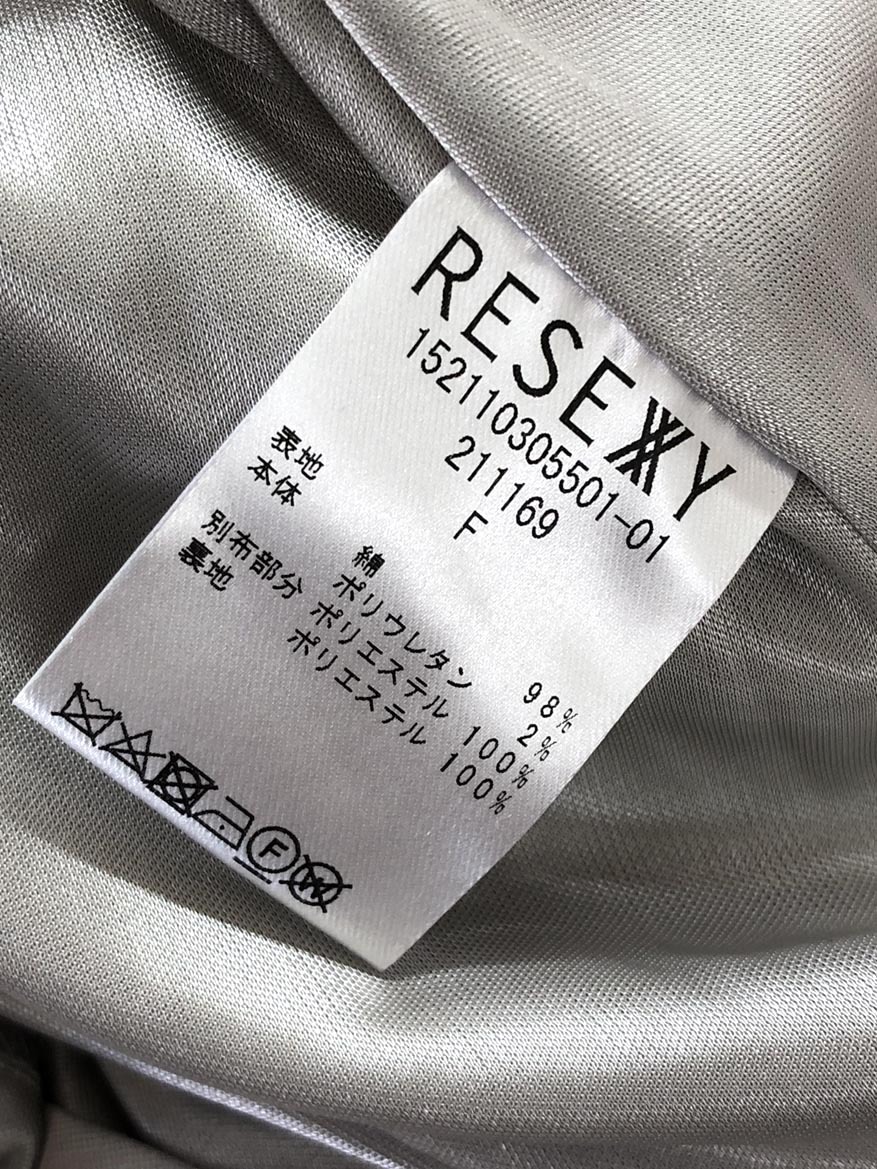 RESEXXY
152110305501-01
211169
F
表地
本体 綿 98%
ポリウレタン 2%
別布部分 ポリエステル 100%
裏地 ポリエステル 100%
F W